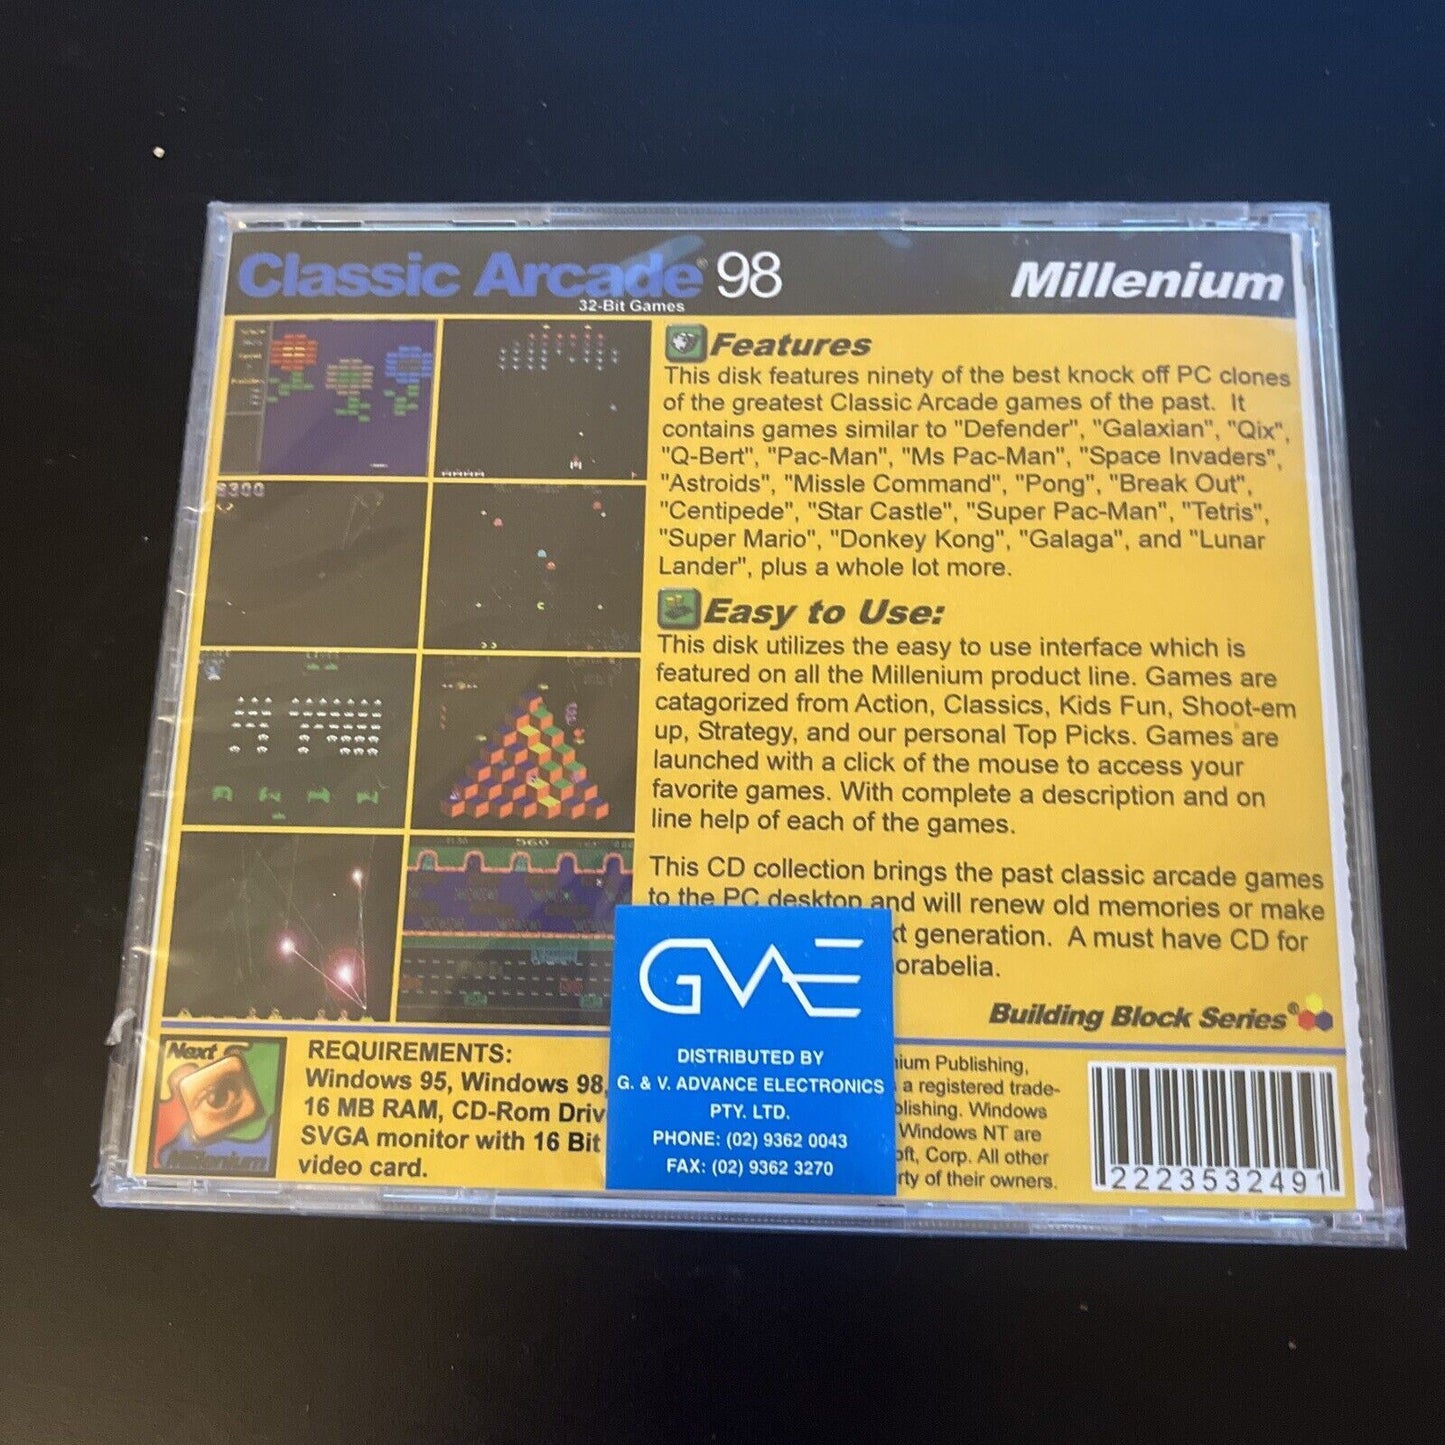 Classic Arcade® 98
32-Bit Games
Millenium
Features
This disk features ninety of the best knock off PC clones
of the greatest Classic Arcade games of the past. It
contains games similar to "Defender", "Galaxian", "Qix",
"Q-Bert", "Pac-Man", "Ms Pac-Man", "Space Invaders",
"Astroids", "Missle Command", "Pong", "Break Out",
"Centipede", "Star Castle", "Super Pac-Man", "Tetris",
"Super Mario", "Donkey Kong", "Galaga", and "Lunar
Lander", plus a whole lot more.
Easy to Use:
This disk utilizes the easy to use interface which is
featured on all the Millenium product line. Games are
catagorized from Action, Classics, Kids Fun, Shoot-em
up, Strategy, and our personal Top Picks. Games are
launched with a click of the mouse to access your
favorite games. With complete a description and on
line help of each of the games.
This CD collection brings the past classic arcade games
to the PC desktop and will renew old memories or make
generation. A must have CD for
Building Block Series®
560
Next
Millenium
REQUIREMENTS:
Windows 95, Windows 98,
16 MB RAM, CD-Rom Driv
SVGA monitor with 16 Bit
video card.
GVE
DISTRIBUTED BY
G. & V. ADVANCE ELECTRONICS
PTY. LTD.
PHONE: (02) 9362 0043
FAX: (02) 9362 3270
ium Publishing,
a registered trade-
blishing. Windows
Windows NT are
oft, Corp. All other
rty of their owners.
2223532491